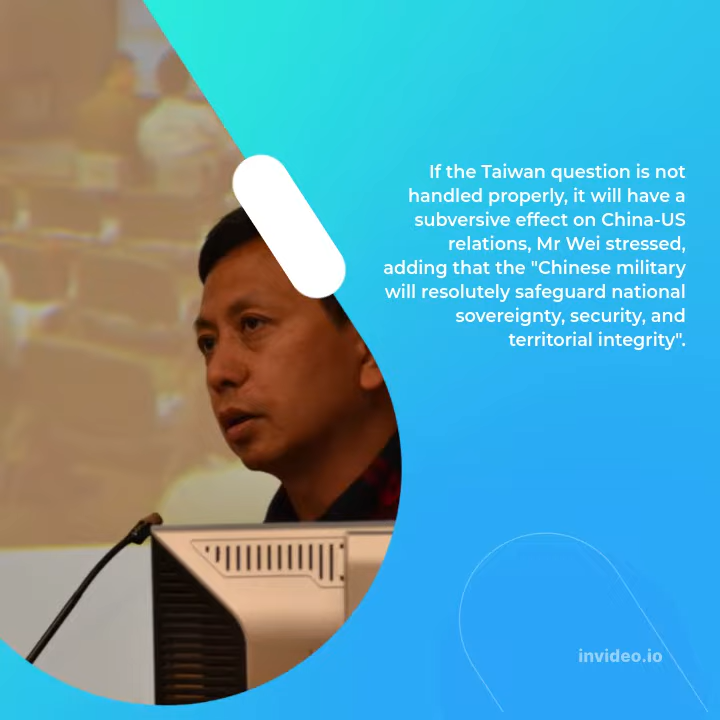 If the Taiwan question is not
handled properly, it will have a
subversive effect on China-US
relations, Mr Wei stressed,
adding that the "Chinese military
will resolutely safeguard national
sovereignty, security, and
territorial integrity".
invideo.io